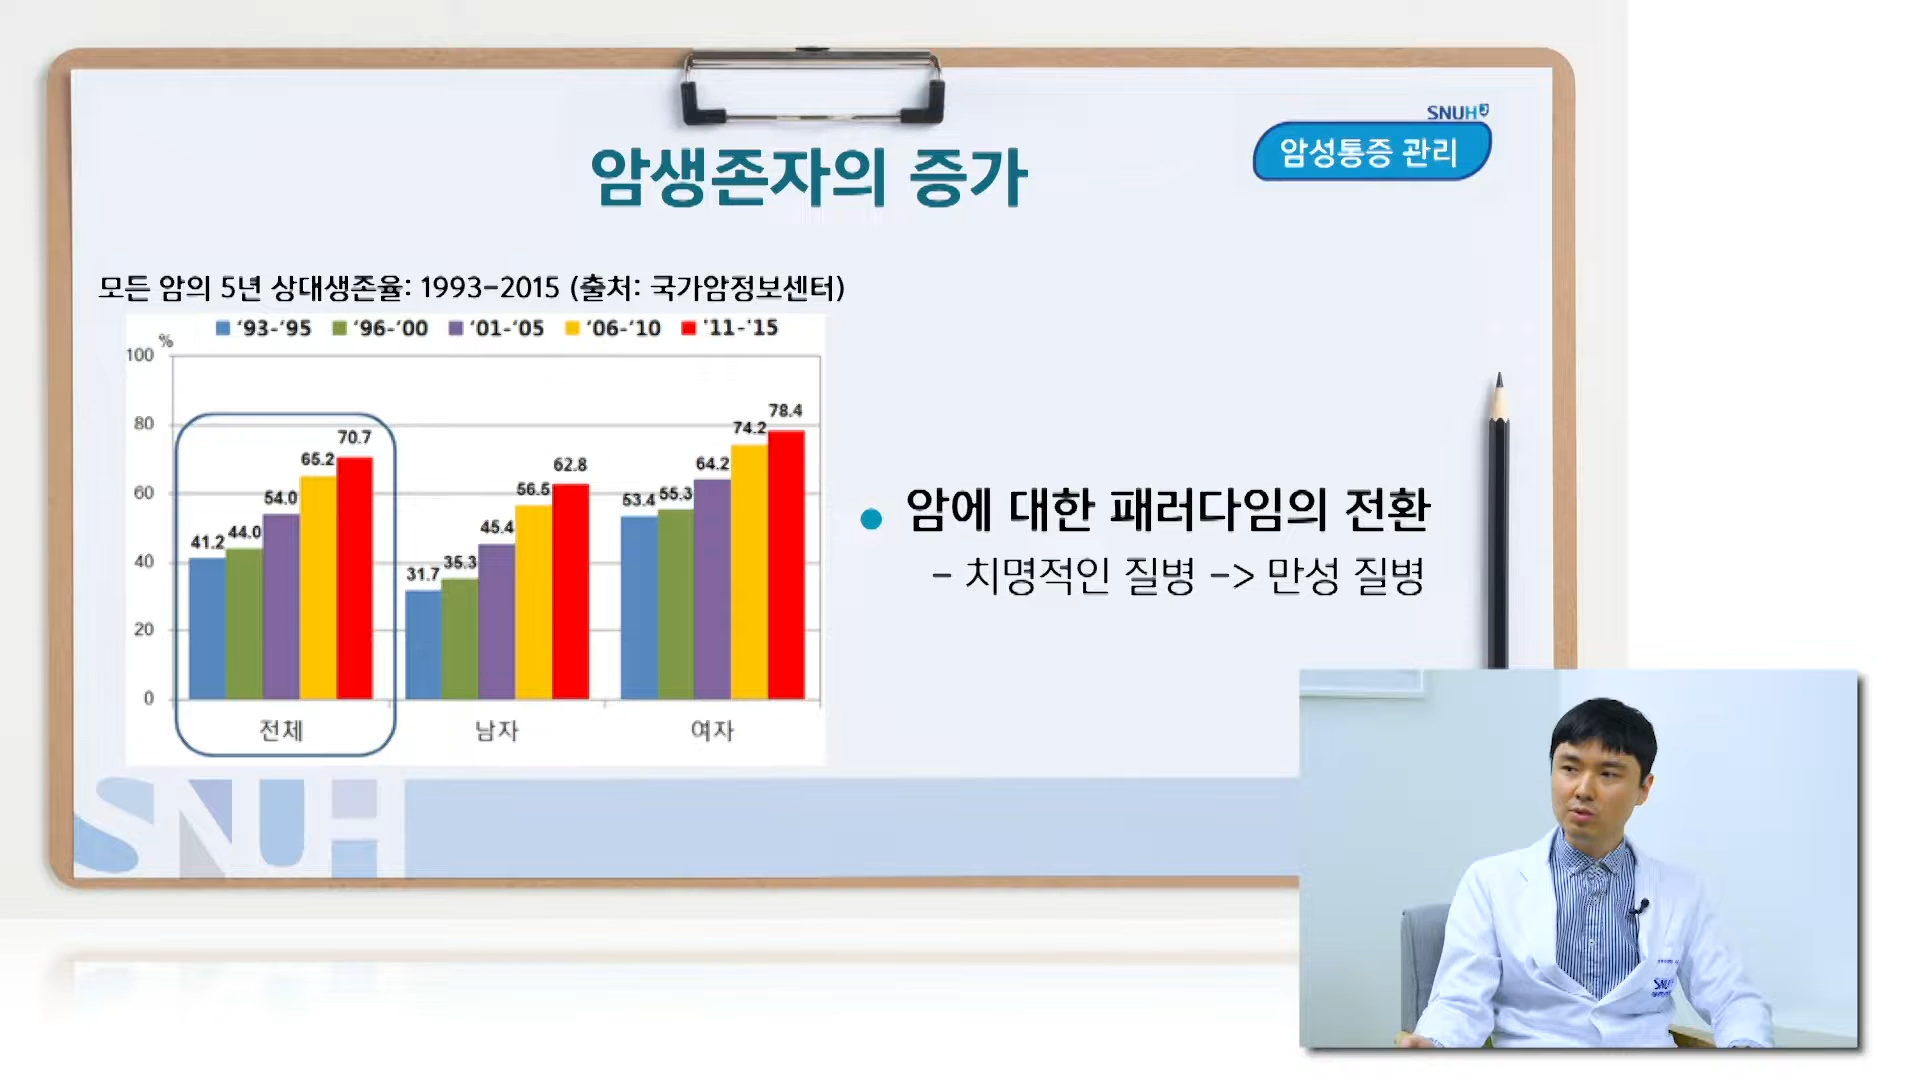 SNUH
암성통증 관리
암생존자의 증가
모든 암의 5년 상대생존율: 1993-2015 (출처: 국가암정보센터)
'93-'95 '96-'00 '01-'05 '06-'10 '11-'15
%
100
80
60
40
20
0
41.2 44.0 54.0 65.2 70.7
31.7 35.3 45.4 56.5 62.8
53.4 55.3 64.2 74.2 78.4
전체 남자 여자
• 암에 대한 패러다임의 전환
- 치명적인 질병 -> 만성 질병
SNUH
SNUH